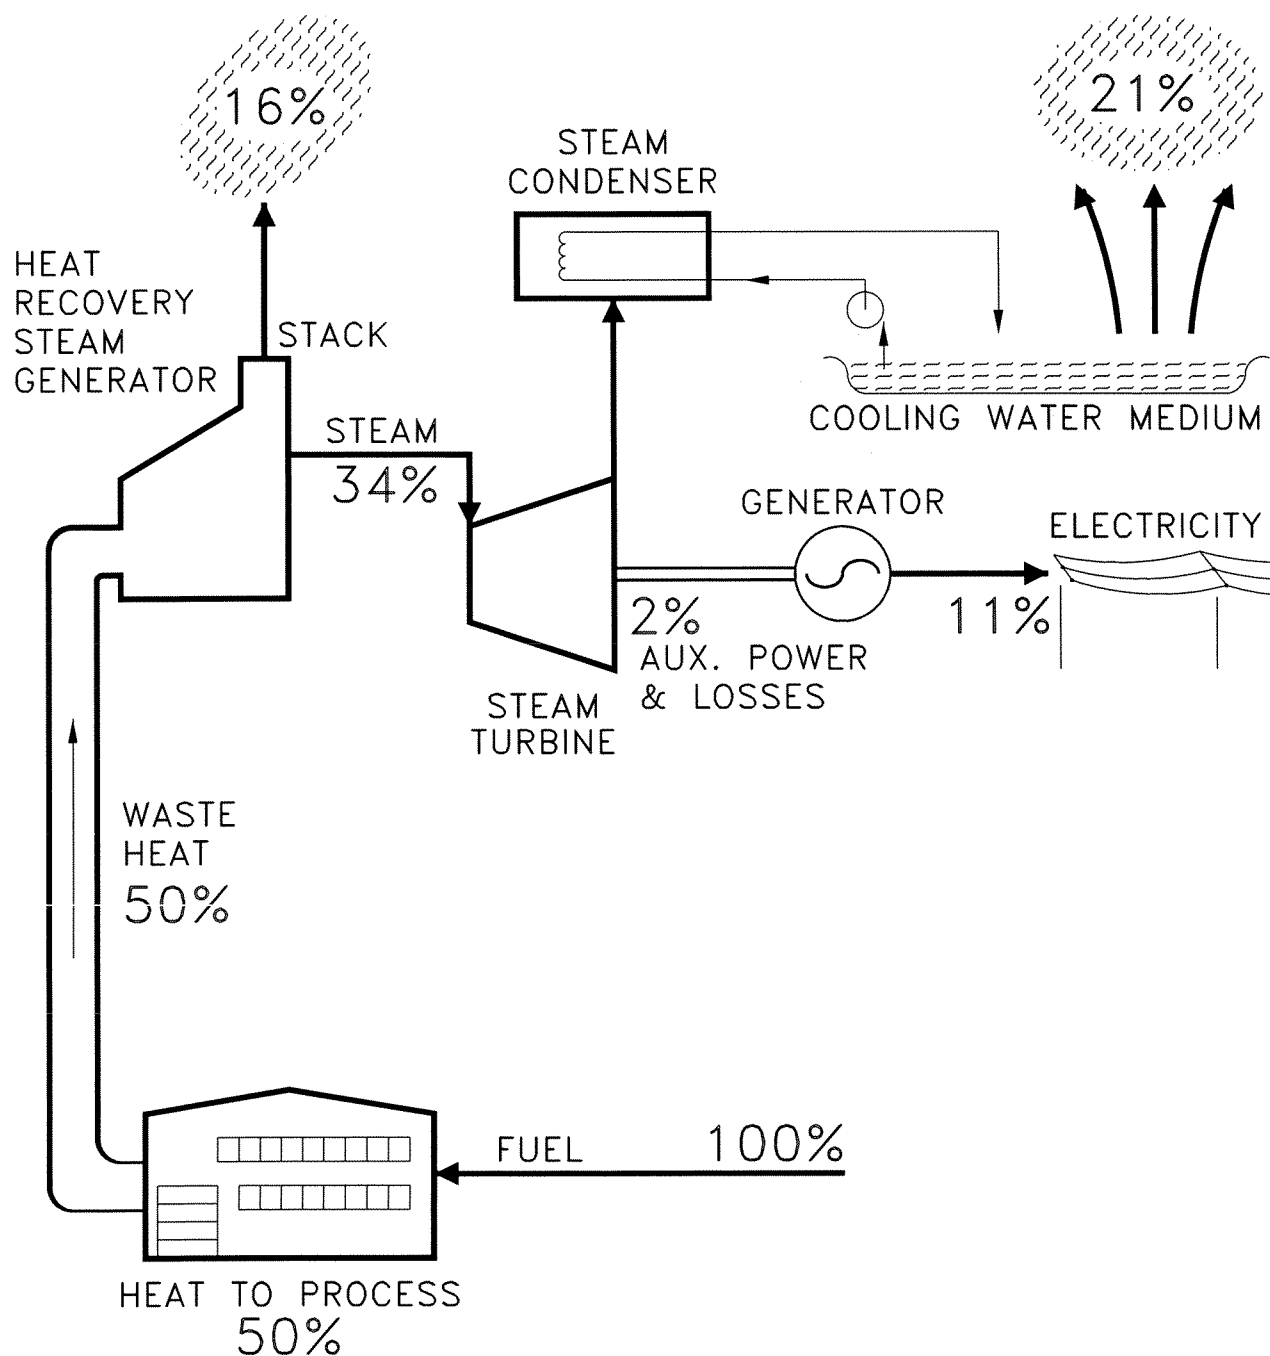 16%
21%
STEAM
CONDENSER
HEAT
RECOVERY
STEAM
GENERATOR
STACK
COOLING WATER MEDIUM
STEAM
34%
GENERATOR
ELECTRICITY
2%
AUX. POWER
& LOSSES
11%
STEAM
TURBINE
WASTE
HEAT
50%
FUEL
100%
HEAT TO PROCESS
50%